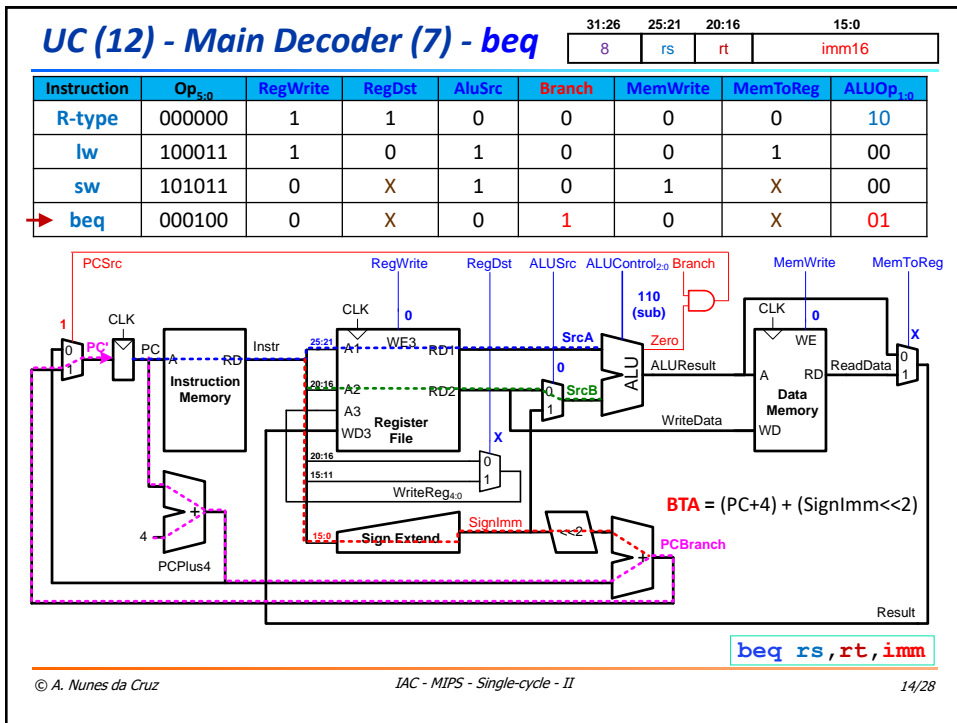 UC (12) - Main Decoder (7) - beq
31:26 25:21 20:16 15:0
8 rs rt imm16
Instruction Op5:0 RegWrite RegDst AluSrc Branch MemWrite MemToReg ALUOp1:0
R-type 000000 1 1 0 0 0 0 10
lw 100011 1 0 1 0 0 1 00
sw 101011 0 X 1 0 1 X 00
beq 000100 0 X 0 1 0 X 01
PCSrc RegWrite RegDst ALUSrc ALUControl2:0 Branch MemWrite MemToReg
110
(sub)
CLK CLK CLK
1 0 0
0 PC' PC A RD Instr 25:21 A1 WE3 RD1 SrcA Zero WE X
1
Instruction
Memory
0
ALU ALUResult A RD ReadData 0
1
20:16 A2 RD2 0 SrcB
1
Data
Memory
A3
Register
File
WD3
WriteData WD
X
20:16 0
15:11 1
WriteReg4:0
BTA = (PC+4) + (SignImm<<2)
+
4
PCPlus4
15:0 Sign Extend SignImm <<2 PCBranch
+
Result
beq rs,rt,imm
© A. Nunes da Cruz IAC - MIPS - Single-cycle - II 14/28